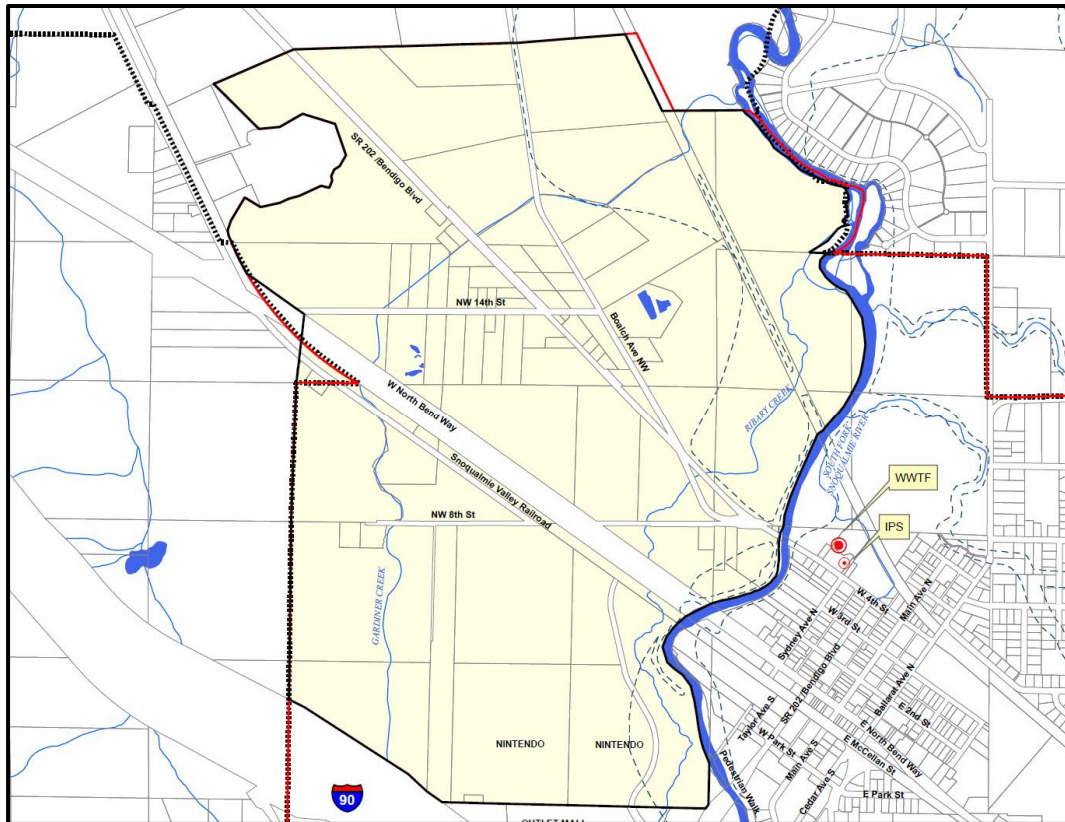 SR 202 /Bendigo Blvd
NW 14th St
Boalch Ave NW
W North Bend Way
RIBARY CREEK
SOUTH FORK
SNOQUALMIE RIVER
WWTF
Snoqualmie Valley Railroad
IPS
NW 8th St
GARDINER CREEK
W 4th St
Main Ave N
W 3rd St
Sydney Ave N
SR 202 /Bendigo Blvd
Ballarat Ave N
E 2nd St
Taylor Ave S
W Park St
E North Bend Way
E McClellan St
NINTENDO
NINTENDO
Main Ave S
Pedestrian Walk
Cedar Ave S
E Park St
90
OUTLET MALL